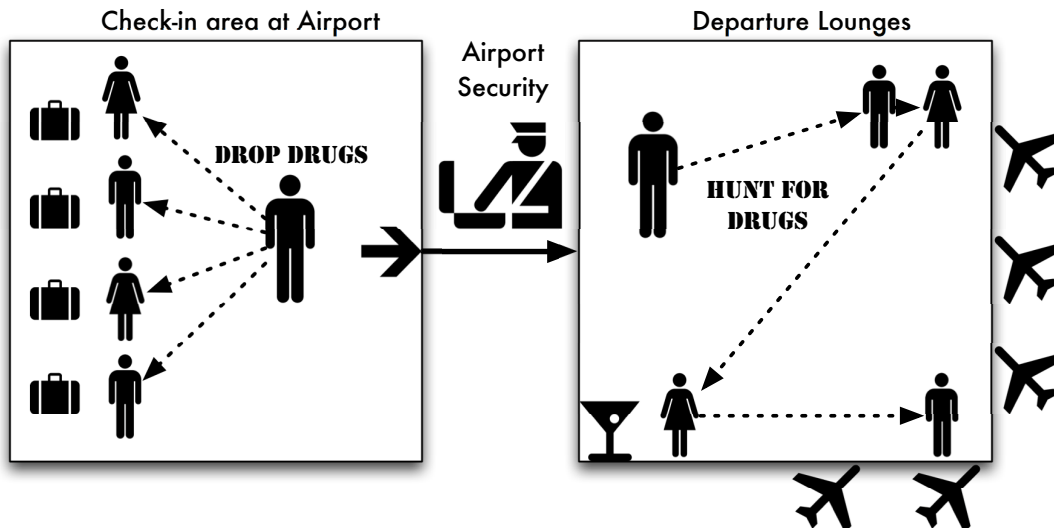 Check-in area at Airport
Airport
Security
Departure Lounges
DROP DRUGS
HUNT FOR
DRUGS